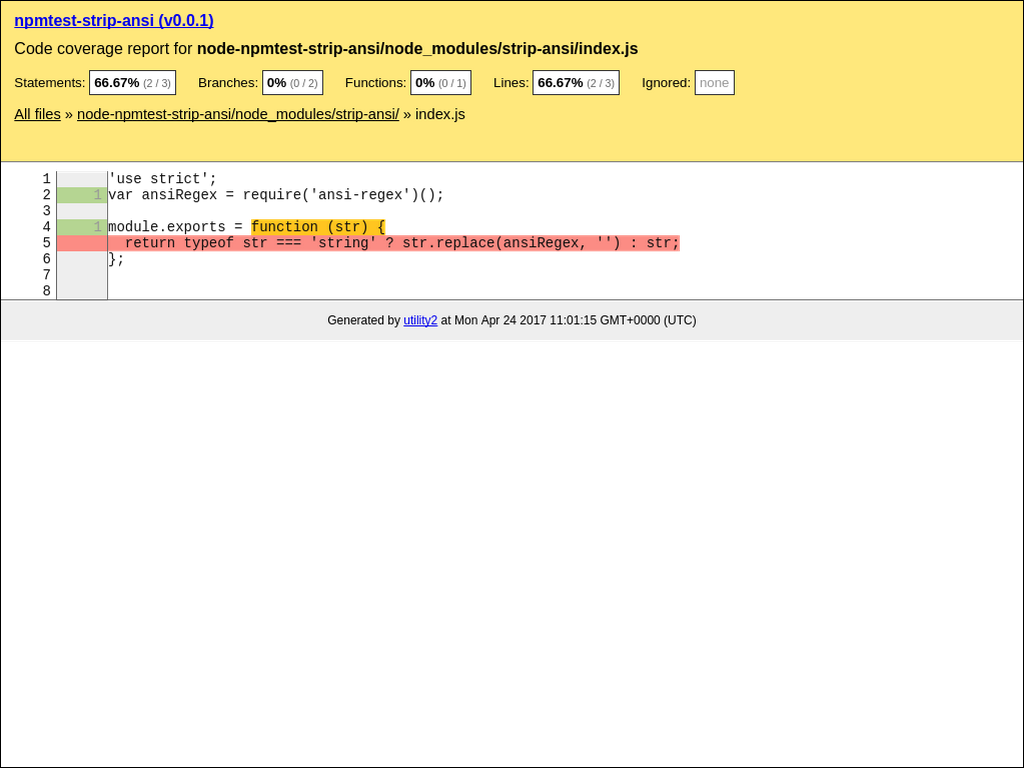 npmtest-strip-ansi (v0.0.1)
Code coverage report for node-npmtest-strip-ansi/node_modules/strip-ansi/index.js
Statements: 66.67% (2 / 3) Branches: 0% (0 / 2) Functions: 0% (0 / 1) Lines: 66.67% (2 / 3) Ignored: none
All files » node-npmtest-strip-ansi/node_modules/strip-ansi/ » index.js
1 'use strict';
2 1 var ansiRegex = require('ansi-regex')();
3
4 1 module.exports = function (str) {
5 return typeof str === 'string' ? str.replace(ansiRegex, '') : str;
6 };
7
8
Generated by utility2 at Mon Apr 24 2017 11:01:15 GMT+0000 (UTC)